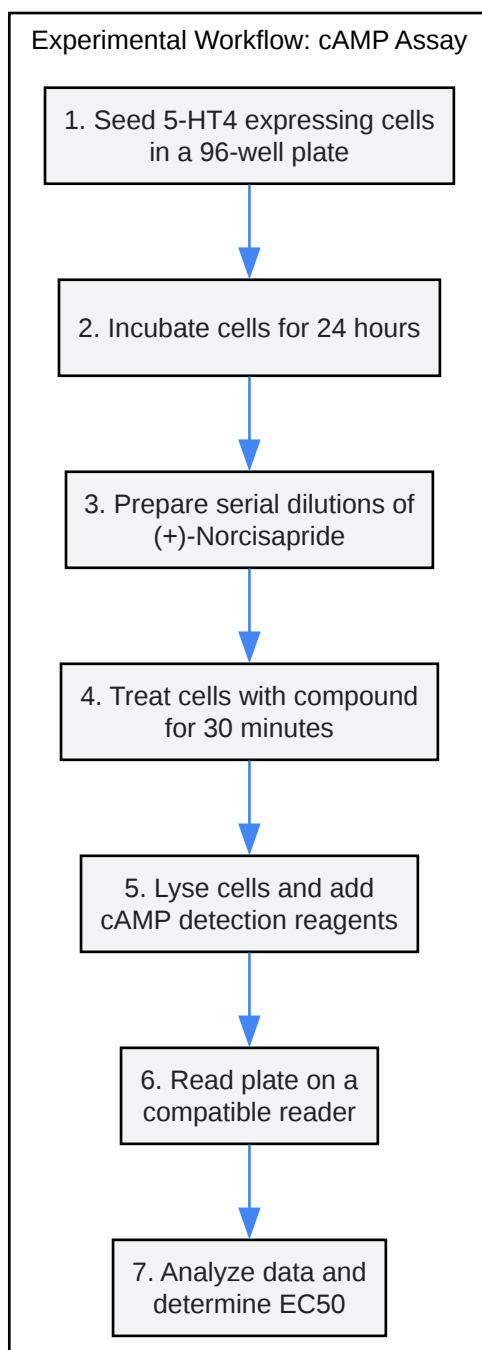 Experimental Workflow: cAMP Assay
1. Seed 5-HT4 expressing cells
in a 96-well plate
2. Incubate cells for 24 hours
3. Prepare serial dilutions of
(+)-Norcisapride
4. Treat cells with compound
for 30 minutes
5. Lyse cells and add
cAMP detection reagents
6. Read plate on a
compatible reader
7. Analyze data and
determine EC50